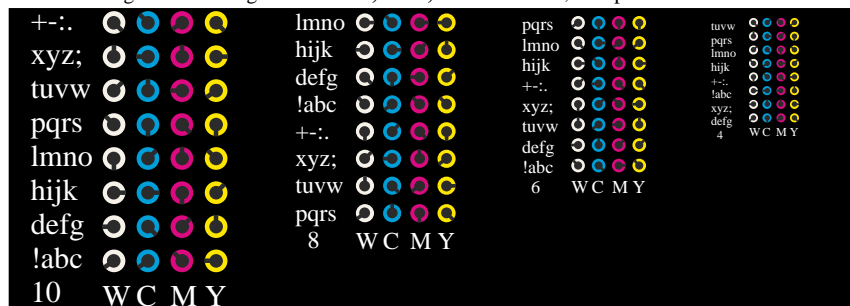 +-:.
xyz;
tuvw
pqrs
lmno
hijk
defg
!abc
10 W C M Y
lmno
hijk
defg
!abc
+-:.
xyz;
tuvw
pqrs
8 W C M Y
pqrs
lmno
hijk
+-:.
xyz;
tuvw
defg
!abc
6 W C M Y
tuvw
pqrs
lmno
hijk
+-:.
!abc
xyz;
defg
4 W C M Y